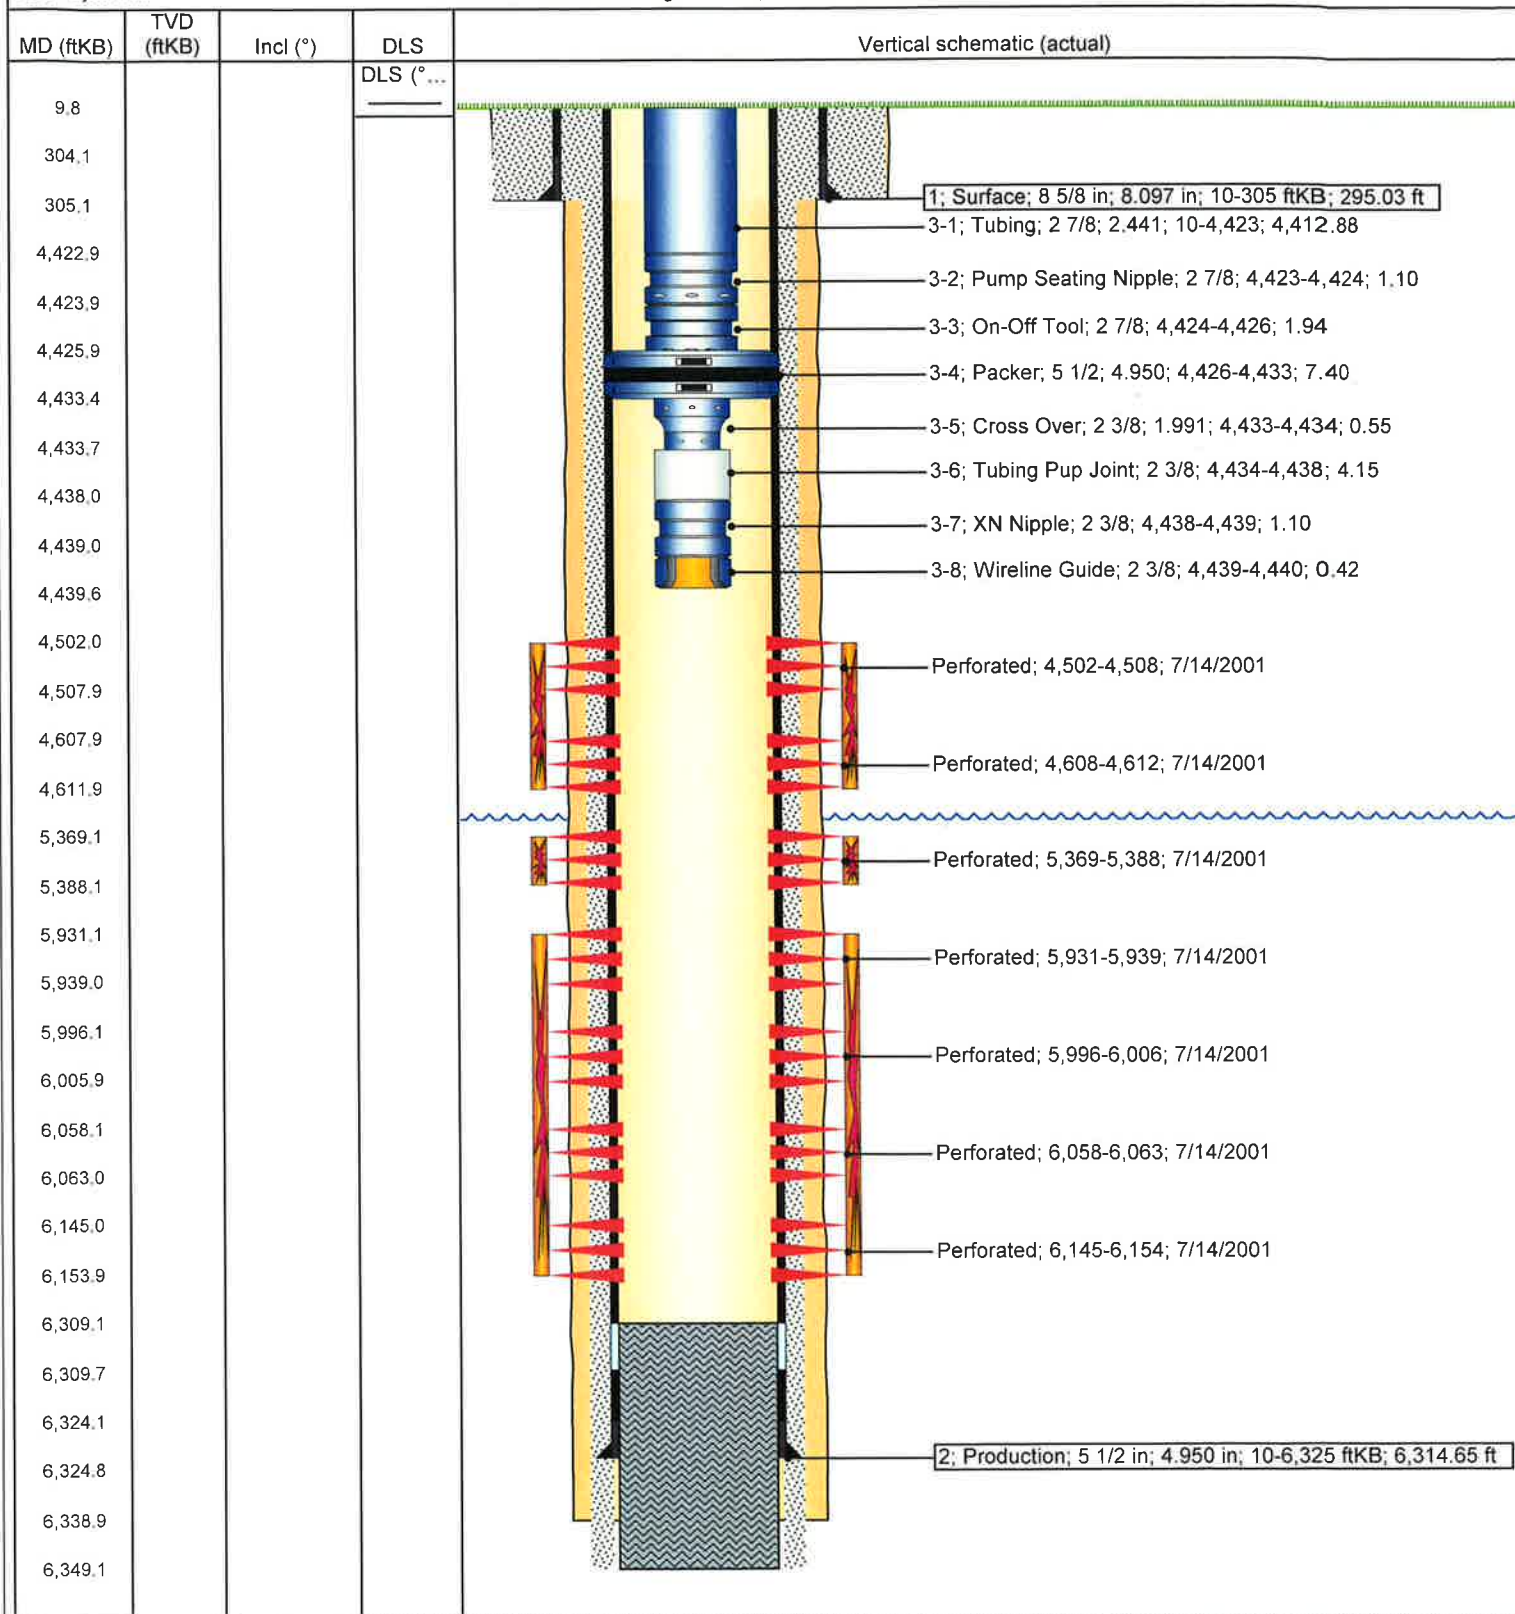 MD (ftKB)
TVD
(ftKB)
Incl (°)
DLS
Vertical schematic (actual)
DLS (°...
9.8
304.1
305.1
4,422.9
4,423.9
4,425.9
4,433.4
4,433.7
4,438.0
4,439.0
4,439.6
4,502.0
4,507.9
4,607.9
4,611.9
5,369.1
5,388.1
5,931.1
5,939.0
5,996.1
6,005.9
6,058.1
6,063.0
6,145.0
6,153.9
6,309.1
6,309.7
6,324.1
6,324.8
6,338.9
6,349.1
1; Surface; 8 5/8 in; 8.097 in; 10-305 ftKB; 295.03 ft
3-1; Tubing; 2 7/8; 2.441; 10-4,423; 4,412.88
3-2; Pump Seating Nipple; 2 7/8; 4,423-4,424; 1.10
3-3; On-Off Tool; 2 7/8; 4,424-4,426; 1.94
3-4; Packer; 5 1/2; 4.950; 4,426-4,433; 7.40
3-5; Cross Over; 2 3/8; 1.991; 4,433-4,434; 0.55
3-6; Tubing Pup Joint; 2 3/8; 4,434-4,438; 4.15
3-7; XN Nipple; 2 3/8; 4,438-4,439; 1.10
3-8; Wireline Guide; 2 3/8; 4,439-4,440; 0.42
Perforated; 4,502-4,508; 7/14/2001
Perforated; 4,608-4,612; 7/14/2001
Perforated; 5,369-5,388; 7/14/2001
Perforated; 5,931-5,939; 7/14/2001
Perforated; 5,996-6,006; 7/14/2001
Perforated; 6,058-6,063; 7/14/2001
Perforated; 6,145-6,154; 7/14/2001
2; Production; 5 1/2 in; 4.950 in; 10-6,325 ftKB; 6,314.65 ft